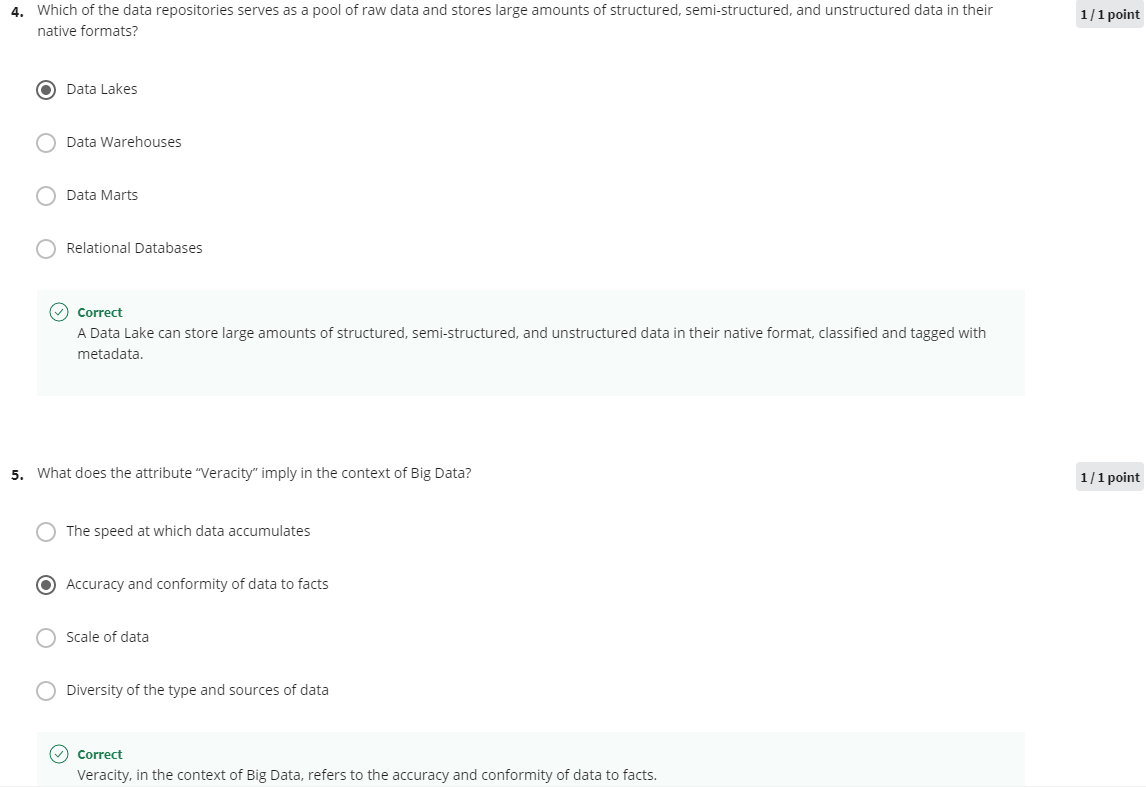 4. Which of the data repositories serves as a pool of raw data and stores large amounts of structured, semi-structured, and unstructured data in their
native formats?
1 / 1 point
Data Lakes
Data Warehouses
Data Marts
Relational Databases
Correct
A Data Lake can store large amounts of structured, semi-structured, and unstructured data in their native format, classified and tagged with
metadata.
5. What does the attribute “Veracity” imply in the context of Big Data?
1 / 1 point
The speed at which data accumulates
Accuracy and conformity of data to facts
Scale of data
Diversity of the type and sources of data
Correct
Veracity, in the context of Big Data, refers to the accuracy and conformity of data to facts.